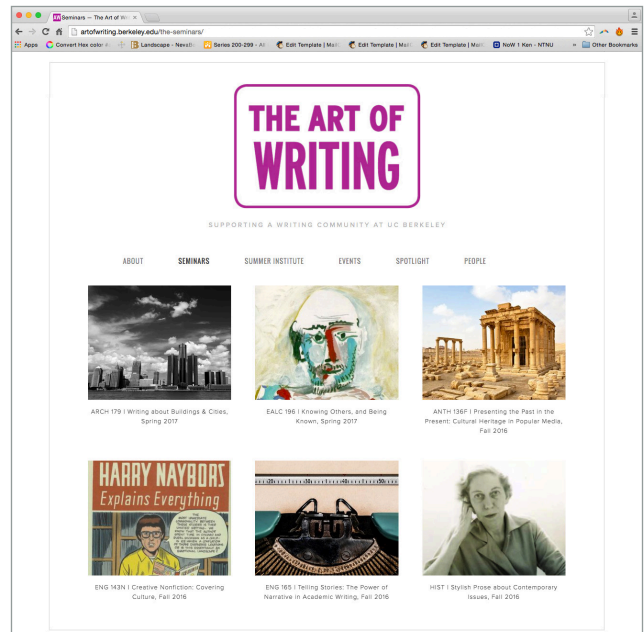 Seminars — The Art of Wri
artofwriting.berkeley.edu/the-seminars/
Apps
Convert Hex color
Landscape - NexaB
Series 200-299 - Al
Edit Template | Mail
Edit Template | Mail
Edit Template | Mail
NoW 1 Ken - NTNU
»
Other Bookmarks
THE ART OF
WRITING
SUPPORTING A WRITING COMMUNITY AT UC BERKELEY
ABOUT SEMINARS SUMMER INSTITUTE EVENTS SPOTLIGHT PEOPLE
ARCH 179 | Writing about Buildings & Cities,
Spring 2017
EALC 196 | Knowing Others, and Being
Known, Spring 2017
ANTH 136F | Presenting the Past in the
Present: Cultural Heritage in Popular Media,
Fall 2016
HARRY NAYBORS
Explains Everything
ENG 143N | Creative Nonfiction: Covering
Culture, Fall 2016
ENG 165 | Telling Stories: The Power of
Narrative in Academic Writing, Fall 2016
HIST | Stylish Prose about Contemporary
Issues, Fall 2016